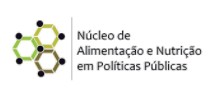 Núcleo de
Alimentação e Nutrição
em Políticas Públicas